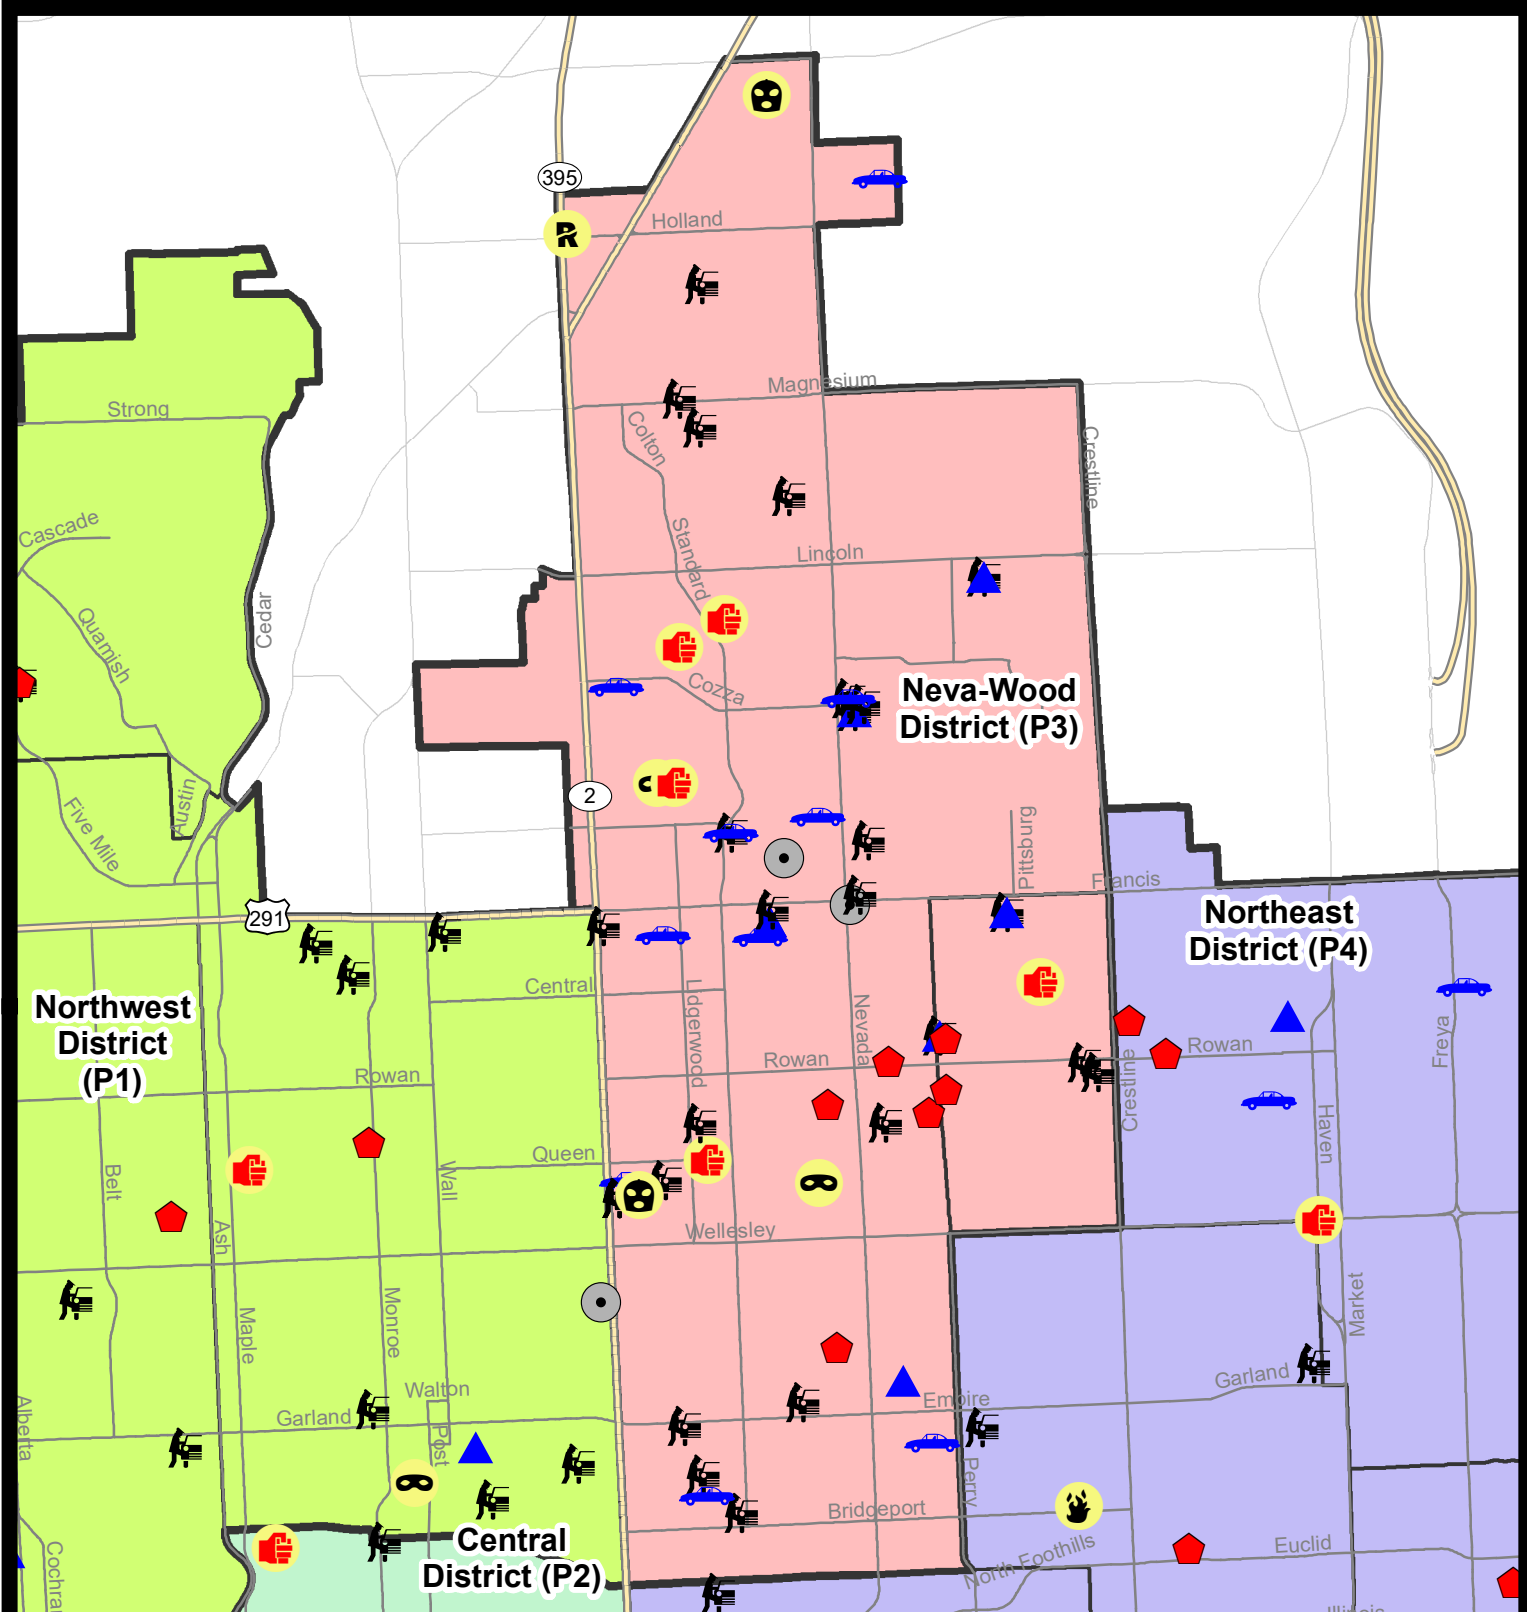 395
R
Holland
Magnesium
Strong
Colton
Crestline
Cascade
Standard
Lincoln
Quamish
Cedar
Cozza
Neva-Wood
District (P3)
2
Five Mile
Austin
Pittsburg
Francis
291
Northeast
District (P4)
Central
Northwest
District
(P1)
Lidgerwood
Nevada
Freya
Rowan
Rowan
Rowan
Crestline
Haven
Queen
Belt
Wall
Ash
Wellesley
Maple
Monroe
Market
Walton
Garland
Garland
Empire
Alberta
Post
Perry
Bridgeport
Central
District (P2)
North Foothills
Euclid
Cochran